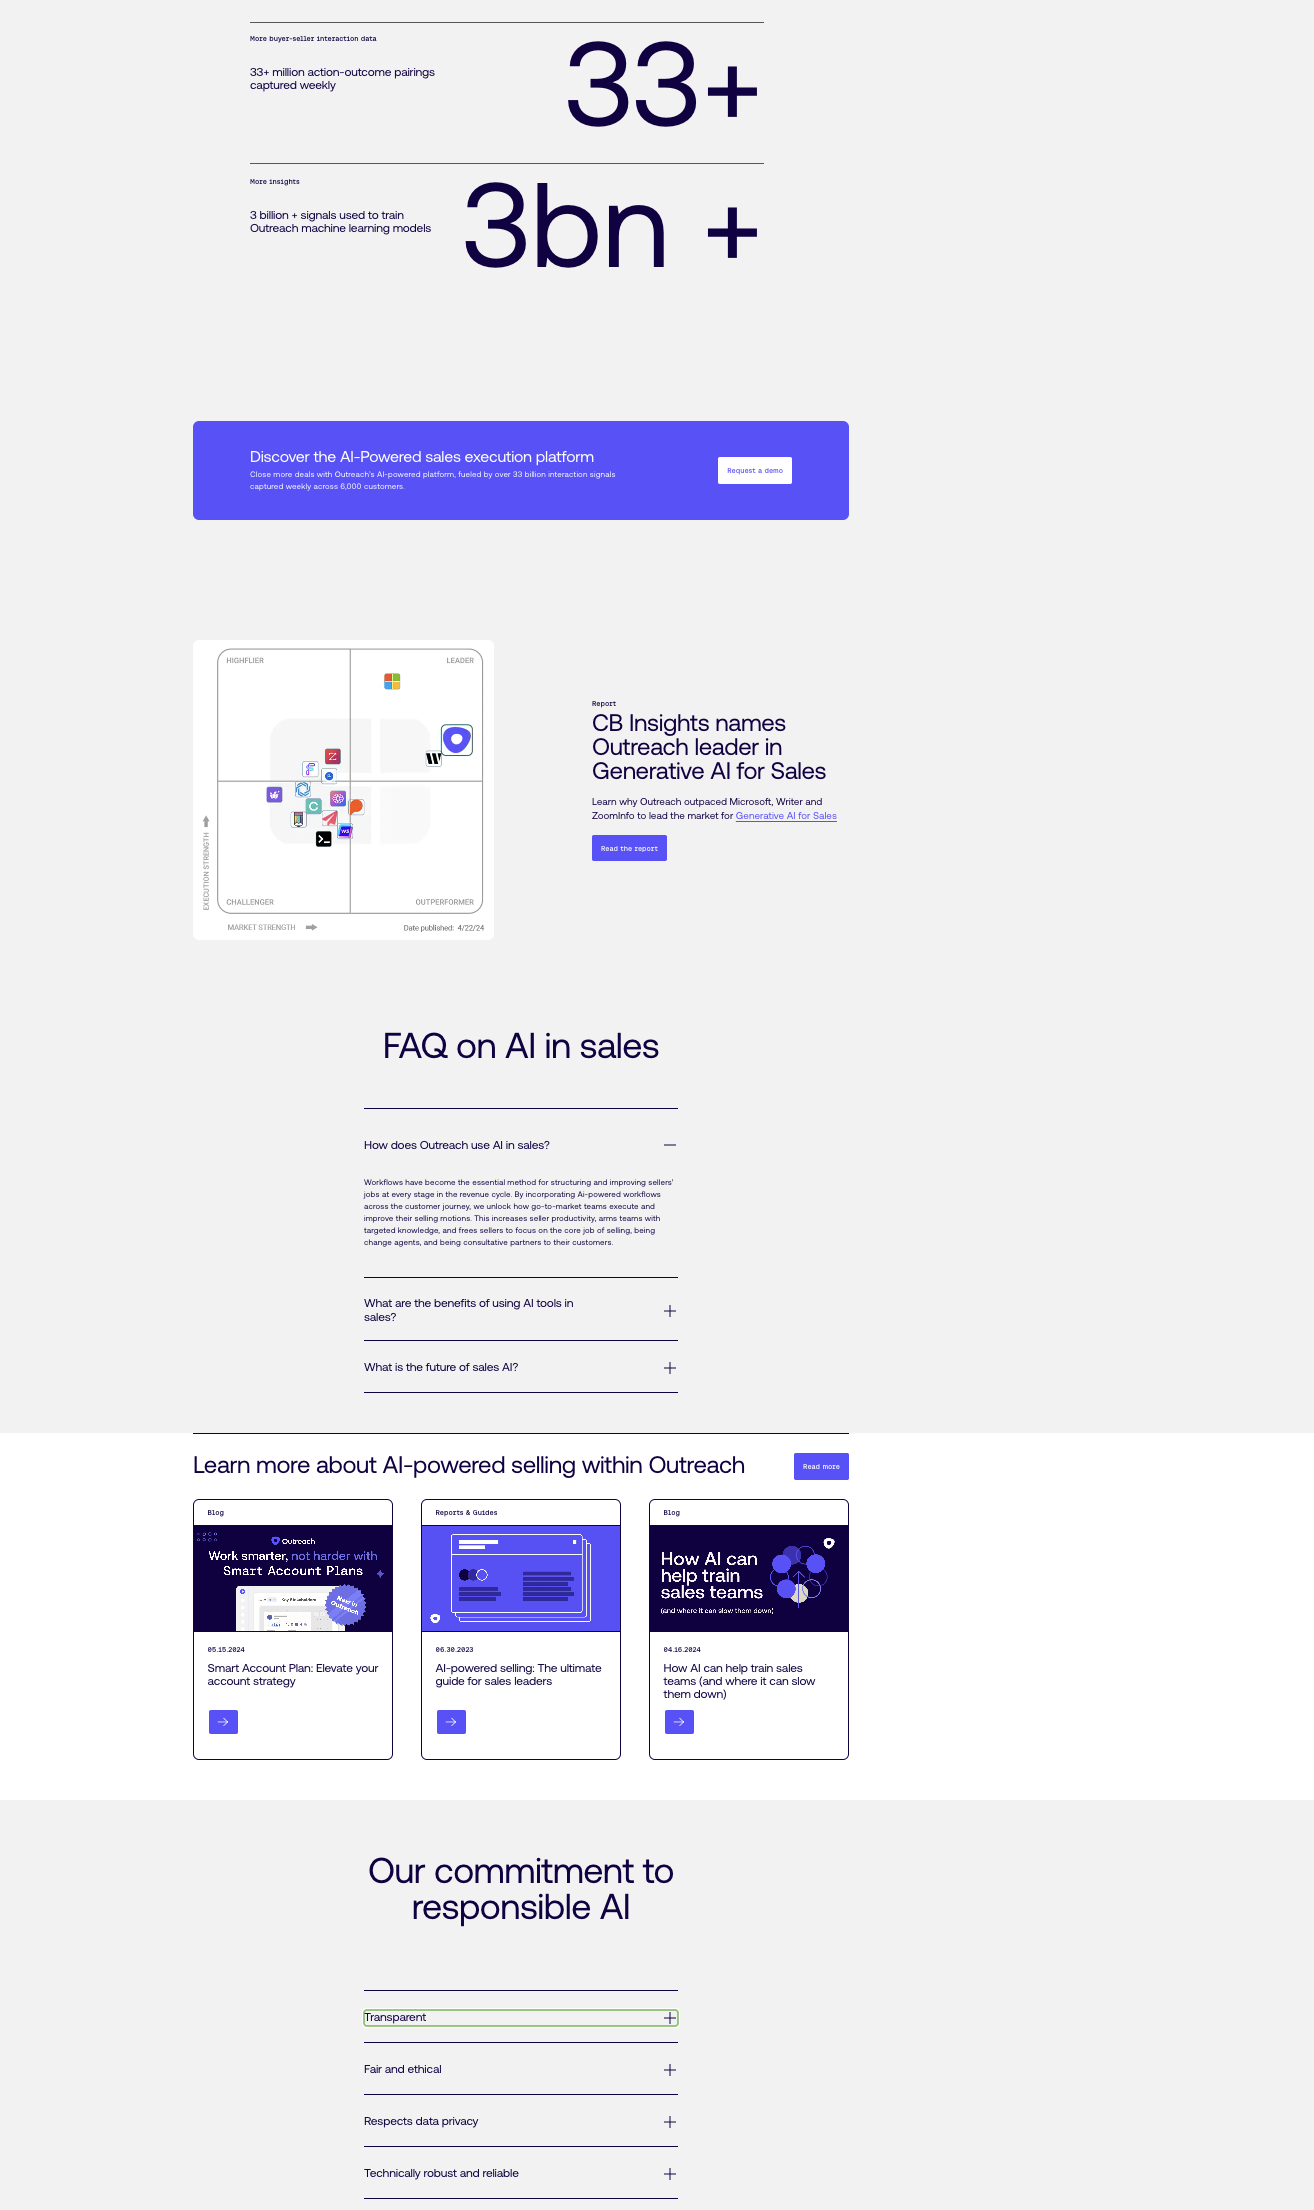 More buyer-seller interaction data
33+ million action-outcome pairings
captured weekly
33+
More insights
3 billion + signals used to train
Outreach machine learning models
3bn +
Discover the AI-Powered sales execution platform
Close more deals with Outreach's AI-powered platform, fueled by over 33 billion interaction signals
captured weekly across 6,000 customers.
Request a demo
HIGHFLIER
LEADER
CHALLENGER
OUTPERFORMER
EXECUTION STRENGTH
MARKET STRENGTH
Date published: 4/22/24
Report
CB Insights names
Outreach leader in
Generative AI for Sales
Learn why Outreach outpaced Microsoft, Writer and
ZoomInfo to lead the market for Generative AI for Sales
Read the report
FAQ on AI in sales
How does Outreach use AI in sales?
Workflows have become the essential method for structuring and improving sellers'
jobs at every stage in the revenue cycle. By incorporating Ai-powered workflows
across the customer journey, we unlock how go-to-market teams execute and
improve their selling motions. This increases seller productivity, arms teams with
targeted knowledge, and frees sellers to focus on the core job of selling, being
change agents, and being consultative partners to their customers.
What are the benefits of using AI tools in
sales?
What is the future of sales AI?
Learn more about AI-powered selling within Outreach
Read more
Blog
Outreach
Work smarter, not harder with
Smart Account Plans
Key Stakeholders
New in
Outreach
05.15.2024
Smart Account Plan: Elevate your
account strategy
Reports & Guides
06.30.2023
AI-powered selling: The ultimate
guide for sales leaders
Blog
How AI can
help train
sales teams
(and where it can slow them down)
04.16.2024
How AI can help train sales
teams (and where it can slow
them down)
Our commitment to
responsible AI
Transparent
Fair and ethical
Respects data privacy
Technically robust and reliable